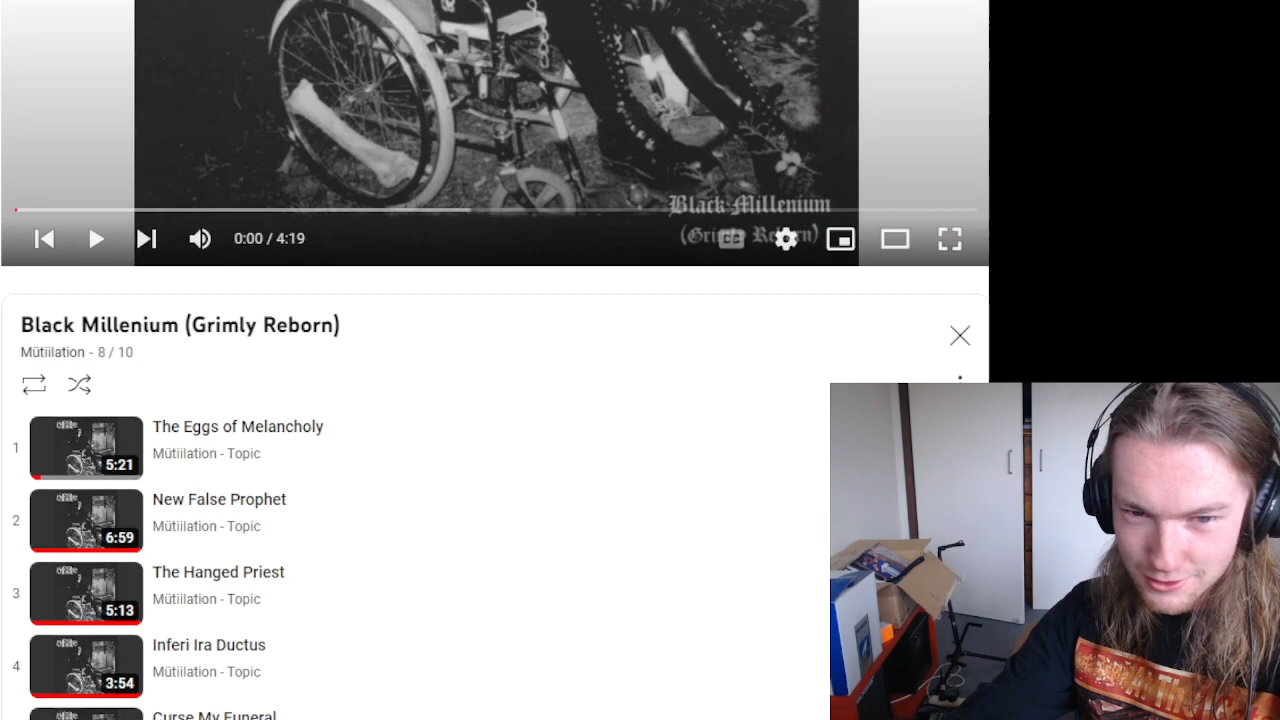 Black Millenium
(Grimly Reborn)
0:00 / 4:19
CC
Black Millenium (Grimly Reborn)
Mütiilation - 8 / 10
1
5:21
The Eggs of Melancholy
Mütiilation - Topic
2
6:59
New False Prophet
Mütiilation - Topic
3
5:13
The Hanged Priest
Mütiilation - Topic
4
3:54
Inferi Ira Ductus
Mütiilation - Topic
Curse My Funeral